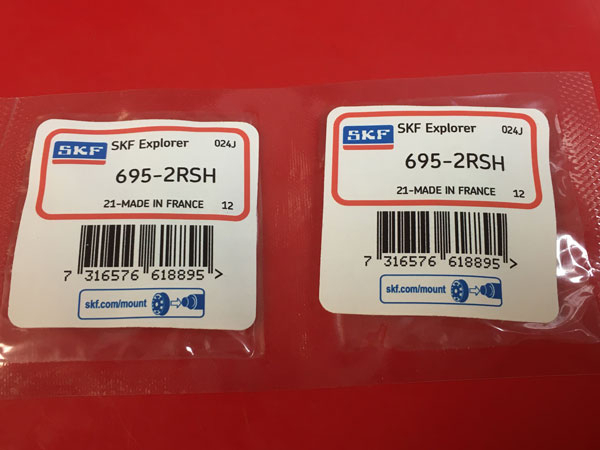 SKF SKF Explorer 024J
695-2RSH
21-MADE IN FRANCE 12
7 316576 618895 >
skf.com/mount
SKF SKF Explorer 024J
695-2RSH
21-MADE IN FRANCE 12
7 316576 618895 >
skf.com/mount